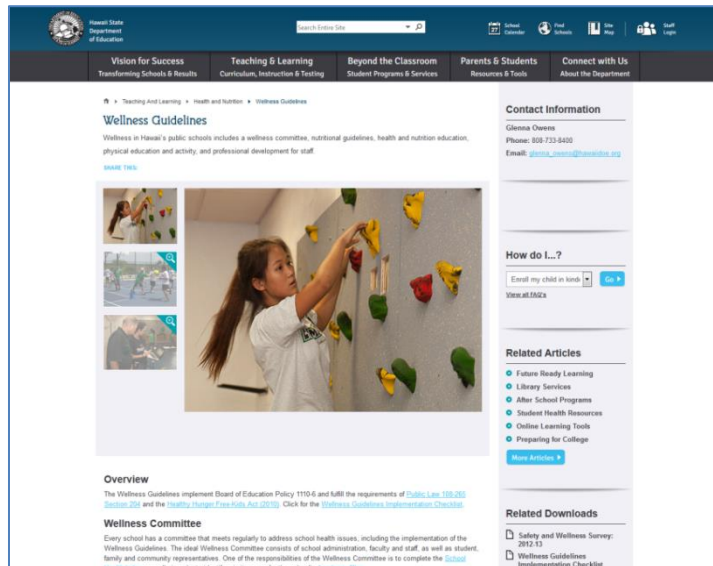 Hawaii State
Department
of Education
Search Entire Site
School
Calendar
Find
Schools
Site
Map
Staff
Login
Vision for Success
Transforming Schools & Results
Teaching & Learning
Curriculum, Instruction & Testing
Beyond the Classroom
Student Programs & Services
Parents & Students
Resources & Tools
Connect with Us
About the Department
Teaching And Learning
Health and Nutrition
Wellness Guidelines
Wellness Guidelines
Wellness in Hawaii's public schools includes a wellness committee, nutritional guidelines, health and nutrition education,
physical education and activity, and professional development for staff.
SHARE THIS:
Overview
The Wellness Guidelines implement Board of Education Policy 1110-6 and fulfill the requirements of Public Law 108-265
Section 204 and the Healthy Hunger Free-Kids Act (2010). Click for the Wellness Guidelines Implementation Checklist.
Wellness Committee
Every school has a committee that meets regularly to address school health issues, including the implementation of the
Wellness Guidelines. The ideal Wellness Committee consists of school administration, faculty and staff, as well as student,
family and community representatives. One of the responsibilities of the Wellness Committee is to complete the School
Contact Information
Glenna Owens
Phone: 808-733-8400
Email: glenna_owens@hawaiidoe.org
How do I...?
Enroll my child in kind
Go
View all FAQ's
Related Articles
Future Ready Learning
Library Services
After School Programs
Student Health Resources
Online Learning Tools
Preparing for College
More Articles
Related Downloads
Safety and Wellness Survey:
2012-13
Wellness Guidelines
Implementation Checklist